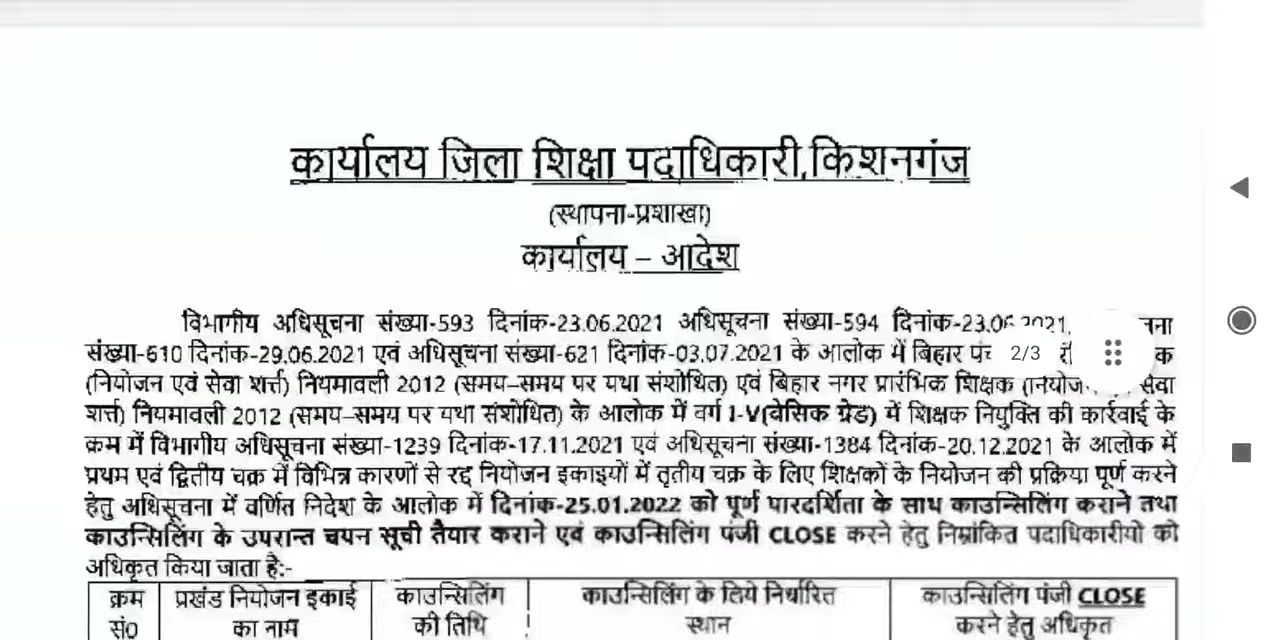 कार्यालय जिला शिक्षा पदाधिकारी,किशनगंज
(स्थापना-प्रशाखा)
कार्यालय – आदेश
विभागीय अधिसूचना संख्या-593 दिनांक-23.06.2021 अधिसूचना संख्या-594 दिनांक-23.06.2021,
संख्या-610 दिनांक-29.06.2021 एवं अधिसूचना संख्या-621 दिनांक-03.07.2021 के आलोक में बिहार
2/3
(नियोजन एवं सेवा शर्त्त) नियमावली 2012 (समय–समय पर यथा संशोधित) एवं बिहार नगर प्रारंभिक शिक्षक सेवा
शर्त्त) नियमावली 2012 (समय–समय पर यथा संशोधित) के आलोक में वर्ग I-V(वेसिक ग्रेड) में शिक्षक नियुक्ति की कार्रवाई के
क्रम में विभागीय अधिसूचना संख्या-1239 दिनांक-17.11.2021 एवं अधिसूचना संख्या-1384 दिनांक-20.12.2021 के आलोक में
प्रथम एवं द्वितीय चक्र में विभिन्न कारणों से रद्द नियोजन इकाइयों में तृतीय चक्र के लिए शिक्षकों के नियोजन की प्रक्रिया पूर्ण करने
हेतु अधिसूचना में वर्णित निदेश के आलोक में दिनांक-25.01.2022 को पूर्ण पारदर्शिता के साथ काउन्सिलिंग कराने तथा
काउन्सिलिंग के उपरान्त चयन सूची तैयार कराने एवं काउन्सिलिंग पंजी CLOSE करने हेतु निम्नांकित पदाधिकारीयो को
अधिकृत किया जाता है:-
क्रम सं0
प्रखंड नियोजन इकाई का नाम
काउन्सिलिंग की तिथि
काउन्सिलिंग के लिये निर्धारित स्थान
काउन्सिलिंग पंजी CLOSE करने हेतु अधिकृत